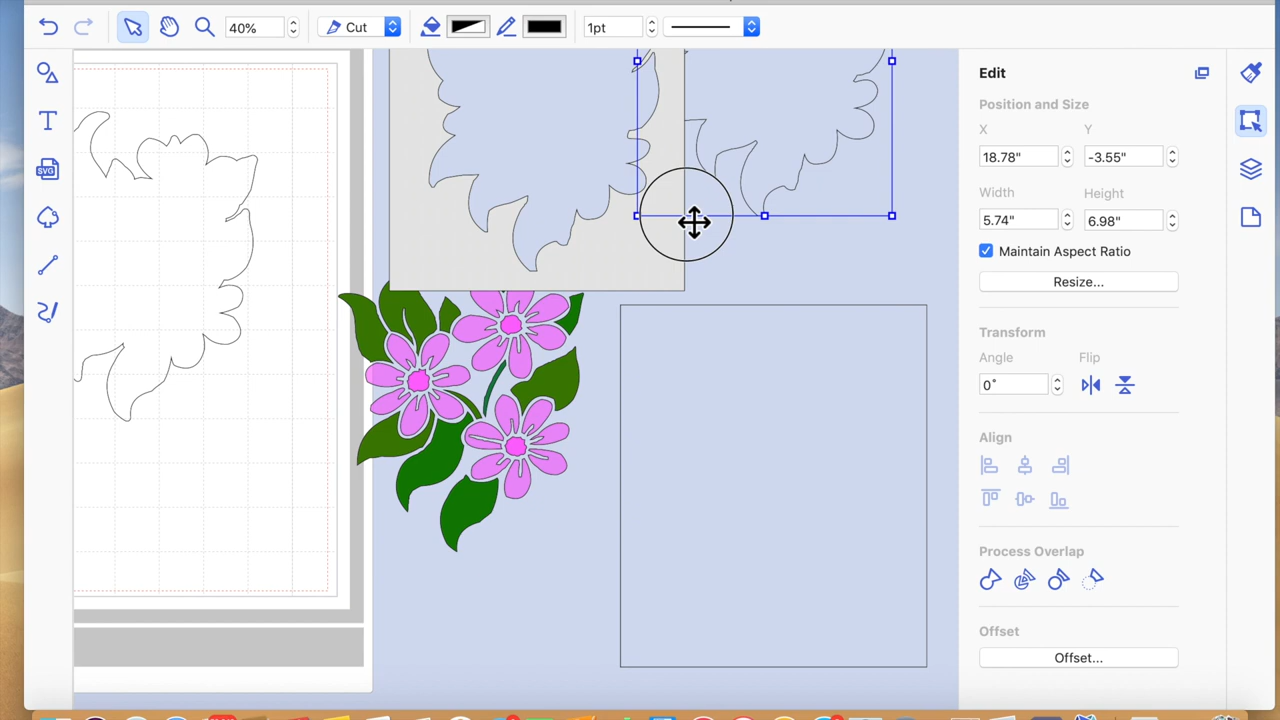 40%
Cut
1pt
T
SVG
Edit
Position and Size
X Y
18.78" -3.55"
Width Height
5.74" 6.98"
Maintain Aspect Ratio
Resize...
Transform
Angle Flip
0°
Align
Process Overlap
Offset
Offset...